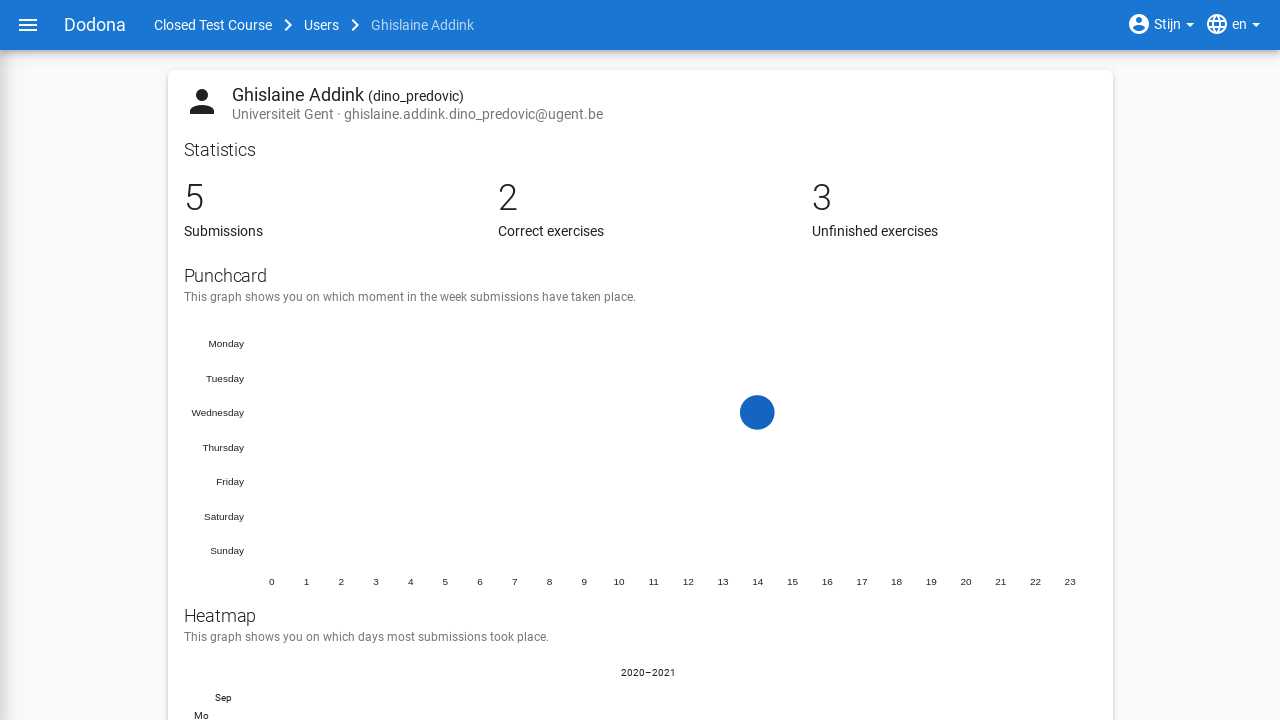 Dodona Closed Test Course Users Ghislaine Addink Stijn en
Ghislaine Addink (dino_predovic)
Universiteit Gent · ghislaine.addink.dino_predovic@ugent.be
Statistics
5 2 3
Submissions Correct exercises Unfinished exercises
Punchcard
This graph shows you on which moment in the week submissions have taken place.
Monday
Tuesday
Wednesday
Thursday
Friday
Saturday
Sunday
0 1 2 3 4 5 6 7 8 9 10 11 12 13 14 15 16 17 18 19 20 21 22 23
Heatmap
This graph shows you on which days most submissions took place.
2020–2021
Sep
Mo